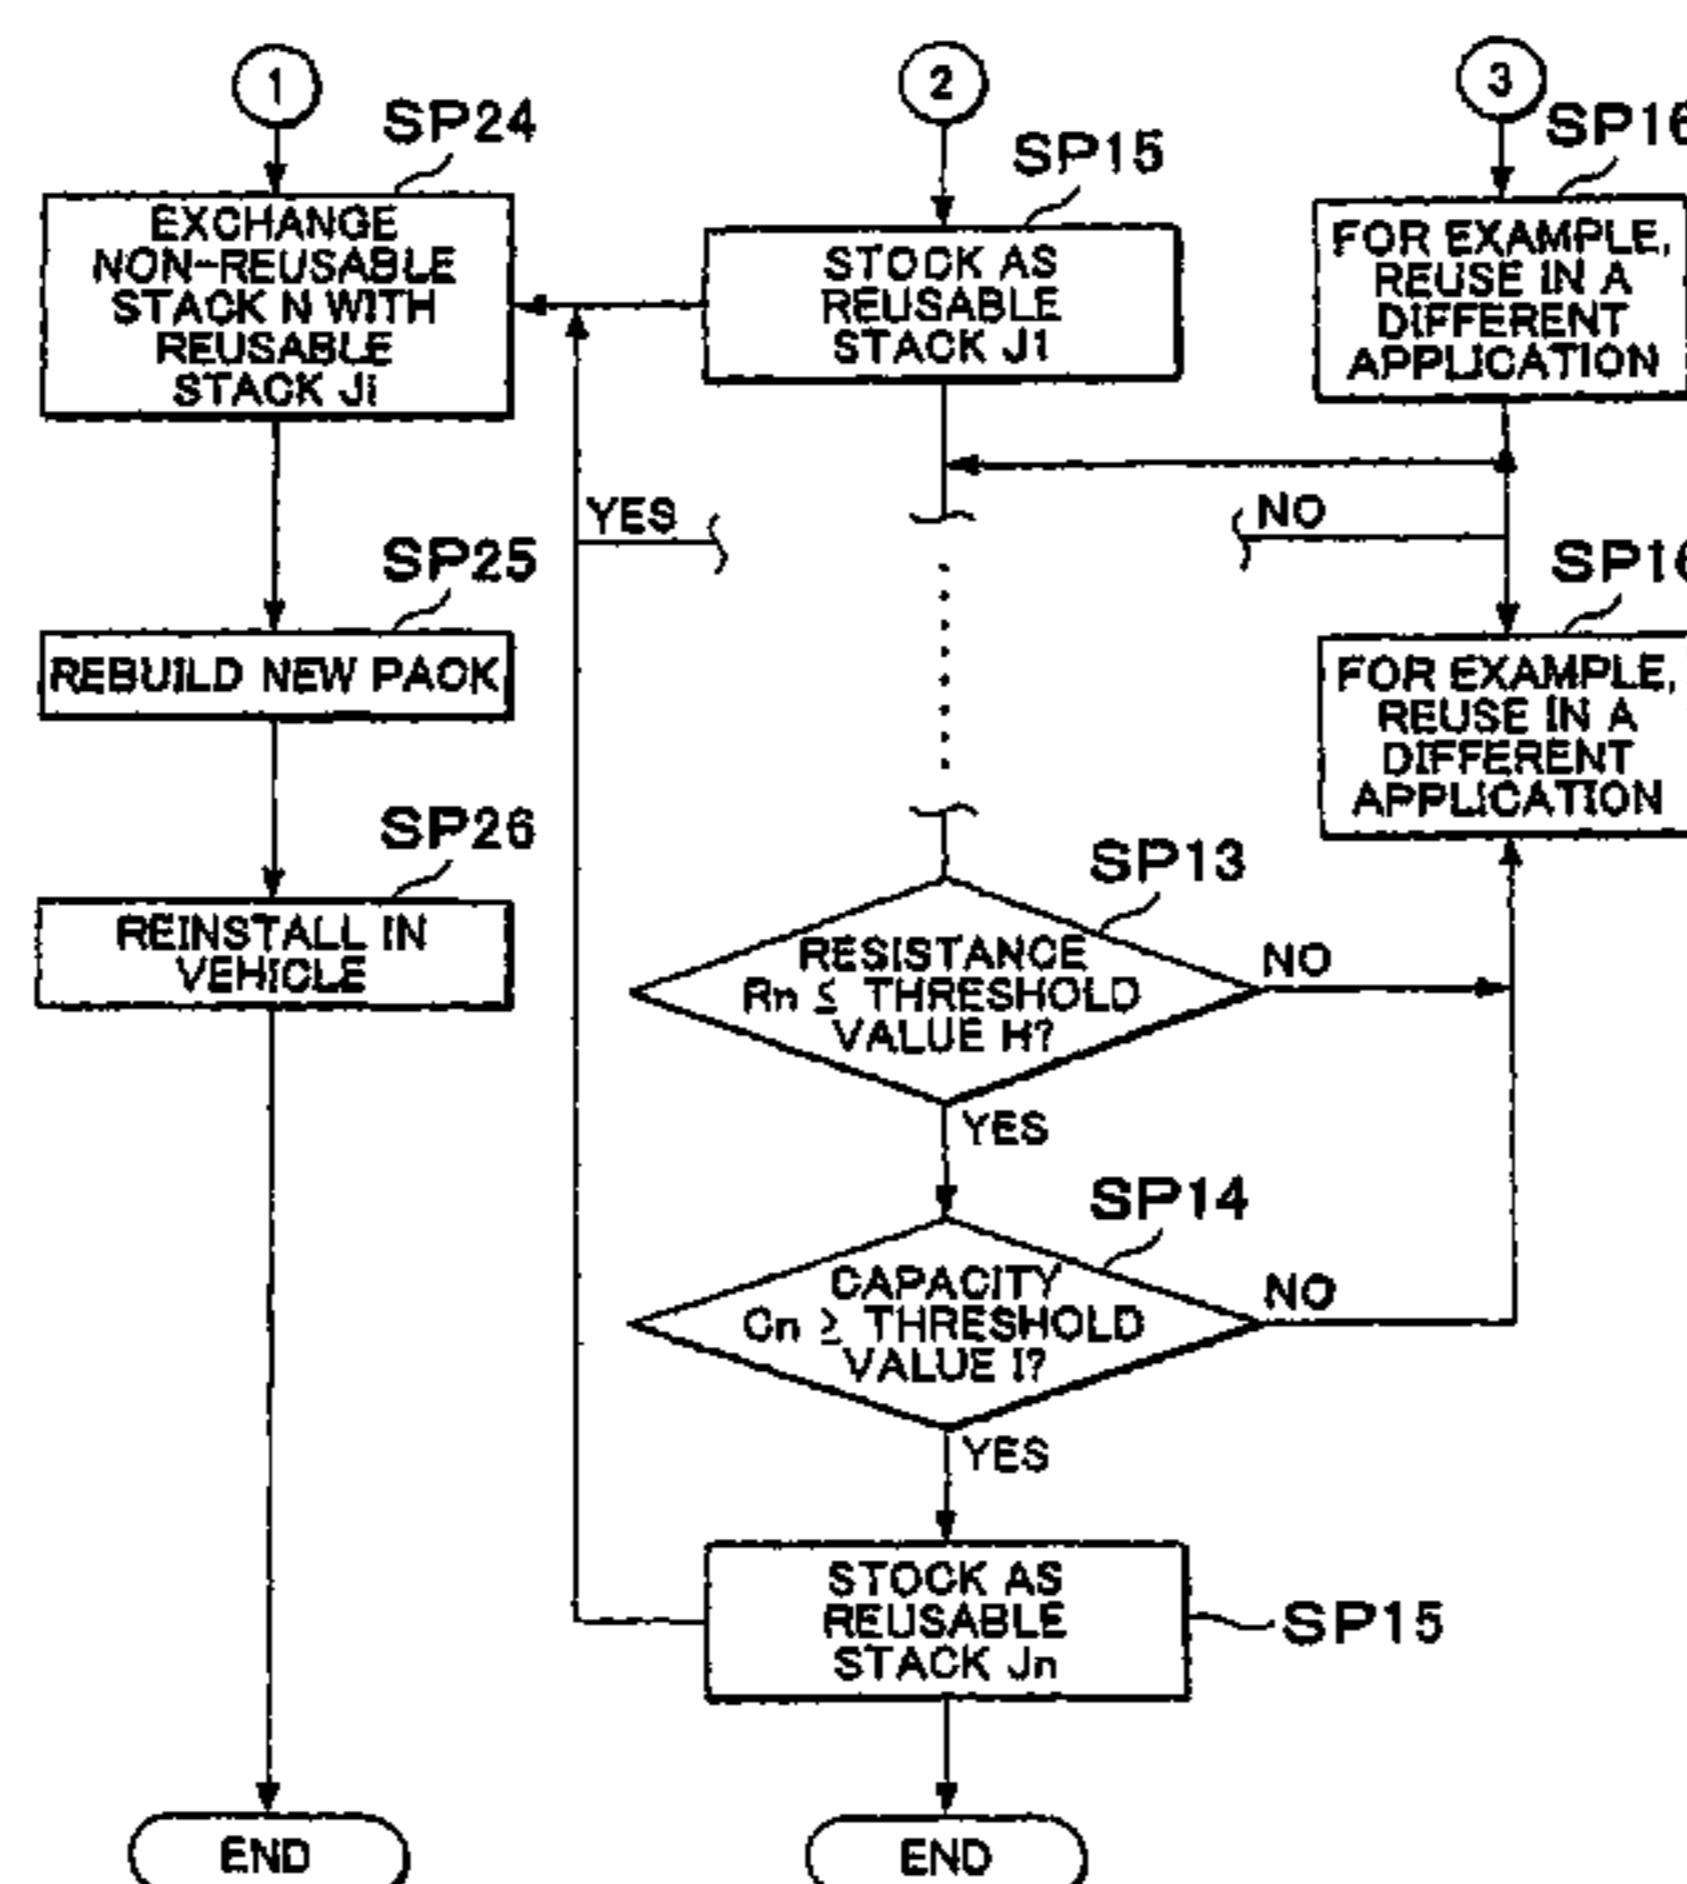 1
SP24
EXCHANGE
NON-REUSABLE
STACK N WITH
REUSABLE
STACK Ji
SP25
REBUILD NEW PACK
SP26
REINSTALL IN
VEHICLE
END
2
SP15
STOCK AS
REUSABLE
STACK J1
YES
SP13
RESISTANCE
Rn ≤ THRESHOLD
VALUE H?
NO
YES
SP14
CAPACITY
Cn ≥ THRESHOLD
VALUE I?
NO
YES
STOCK AS
REUSABLE
STACK Jn
SP15
END
3
SP16
FOR EXAMPLE,
REUSE IN A
DIFFERENT
APPLICATION
NO
SP16
FOR EXAMPLE,
REUSE IN A
DIFFERENT
APPLICATION